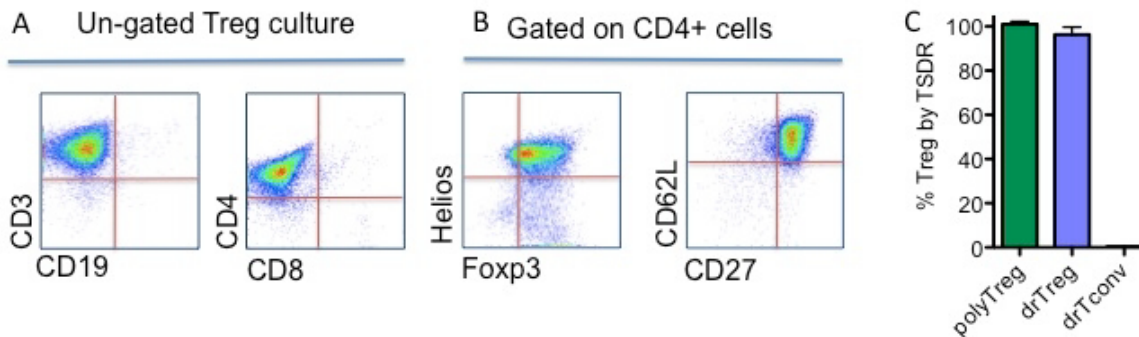 A
Un-gated Treg culture
CD3
CD19
CD4
CD8
B
Gated on CD4+ cells
Helios
Foxp3
CD62L
CD27
C
% Treg by TSDR
100
80
60
40
20
0
polyTreg
drTreg
drTconv